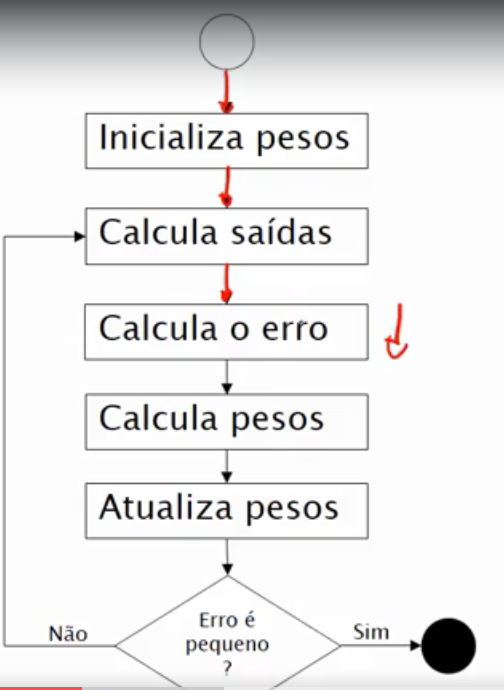 Inicializa pesos
Calcula saídas
Calcula o erro
Calcula pesos
Atualiza pesos
Erro é
pequeno
?
Não
Sim